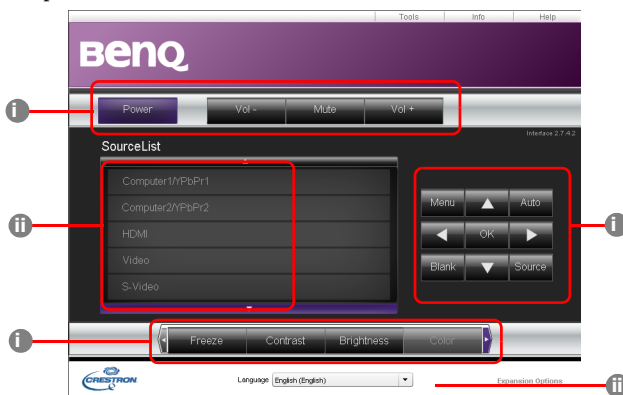 Tools Info Help
BenQ
i
Power Vol - Mute Vol +
Interface 2.7.4.2
SourceList
Computer1/YPbPr1
Computer2/YPbPr2
HDMI
Video
S-Video
ii
Menu Auto
OK
Blank Source
i
i
Freeze Contrast Brightness Color
CRESTRON
Language English (English)
Expansion Options
iii